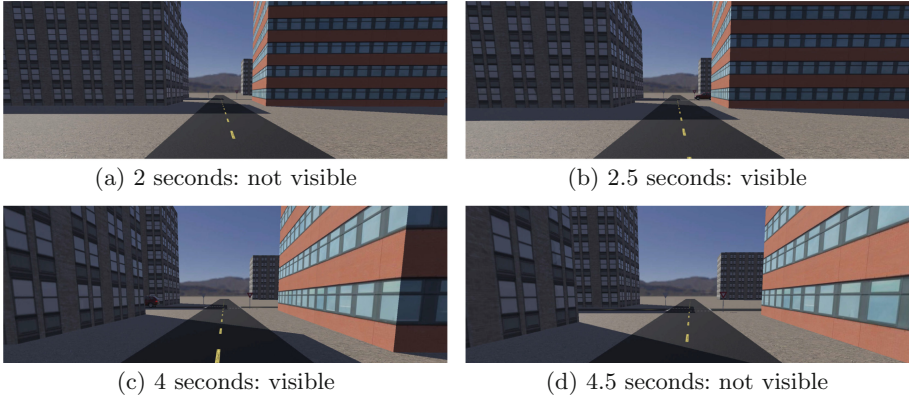 (a) 2 seconds: not visible
(b) 2.5 seconds: visible
(c) 4 seconds: visible
(d) 4.5 seconds: not visible